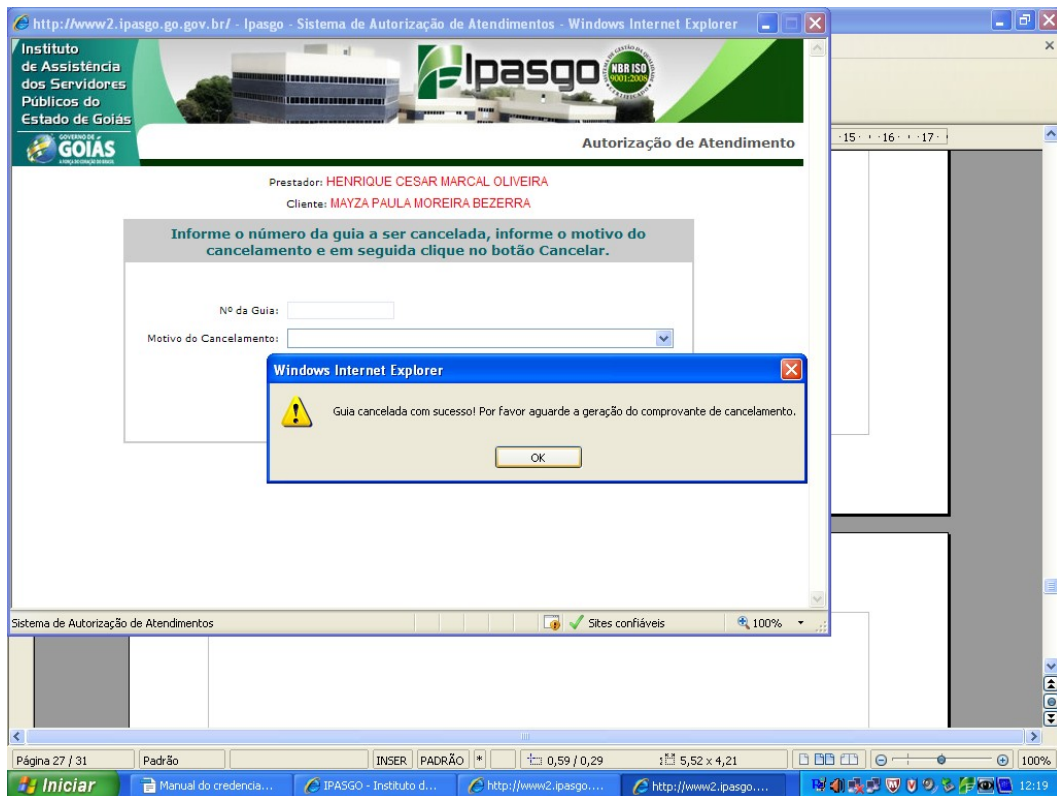 http://www2.ipasgo.go.gov.br/ - Ipasgo - Sistema de Autorização de Atendimentos - Windows Internet Explorer
Instituto
de Assistência
dos Servidores
Públicos do
Estado de Goiás
GOVERNO DE
GOIÁS
Ipasgo
NBR ISO
9001:2008
Autorização de Atendimento
·15· · ·16· · ·17·
Prestador: HENRIQUE CESAR MARCAL OLIVEIRA
Cliente: MAYZA PAULA MOREIRA BEZERRA
Informe o número da guia a ser cancelada, informe o motivo do
cancelamento e em seguida clique no botão Cancelar.
Nº da Guia:
Motivo do Cancelamento:
Windows Internet Explorer
Guia cancelada com sucesso! Por favor aguarde a geração do comprovante de cancelamento.
OK
Sistema de Autorização de Atendimentos
Sites confiáveis
100%
Página 27 / 31
Padrão
INSER
PADRÃO
*
0,59 / 0,29
5,52 x 4,21
100%
Iniciar
Manual do credencia...
IPASGO - Instituto d...
http://www2.ipasgo....
http://www2.ipasgo....
12:19